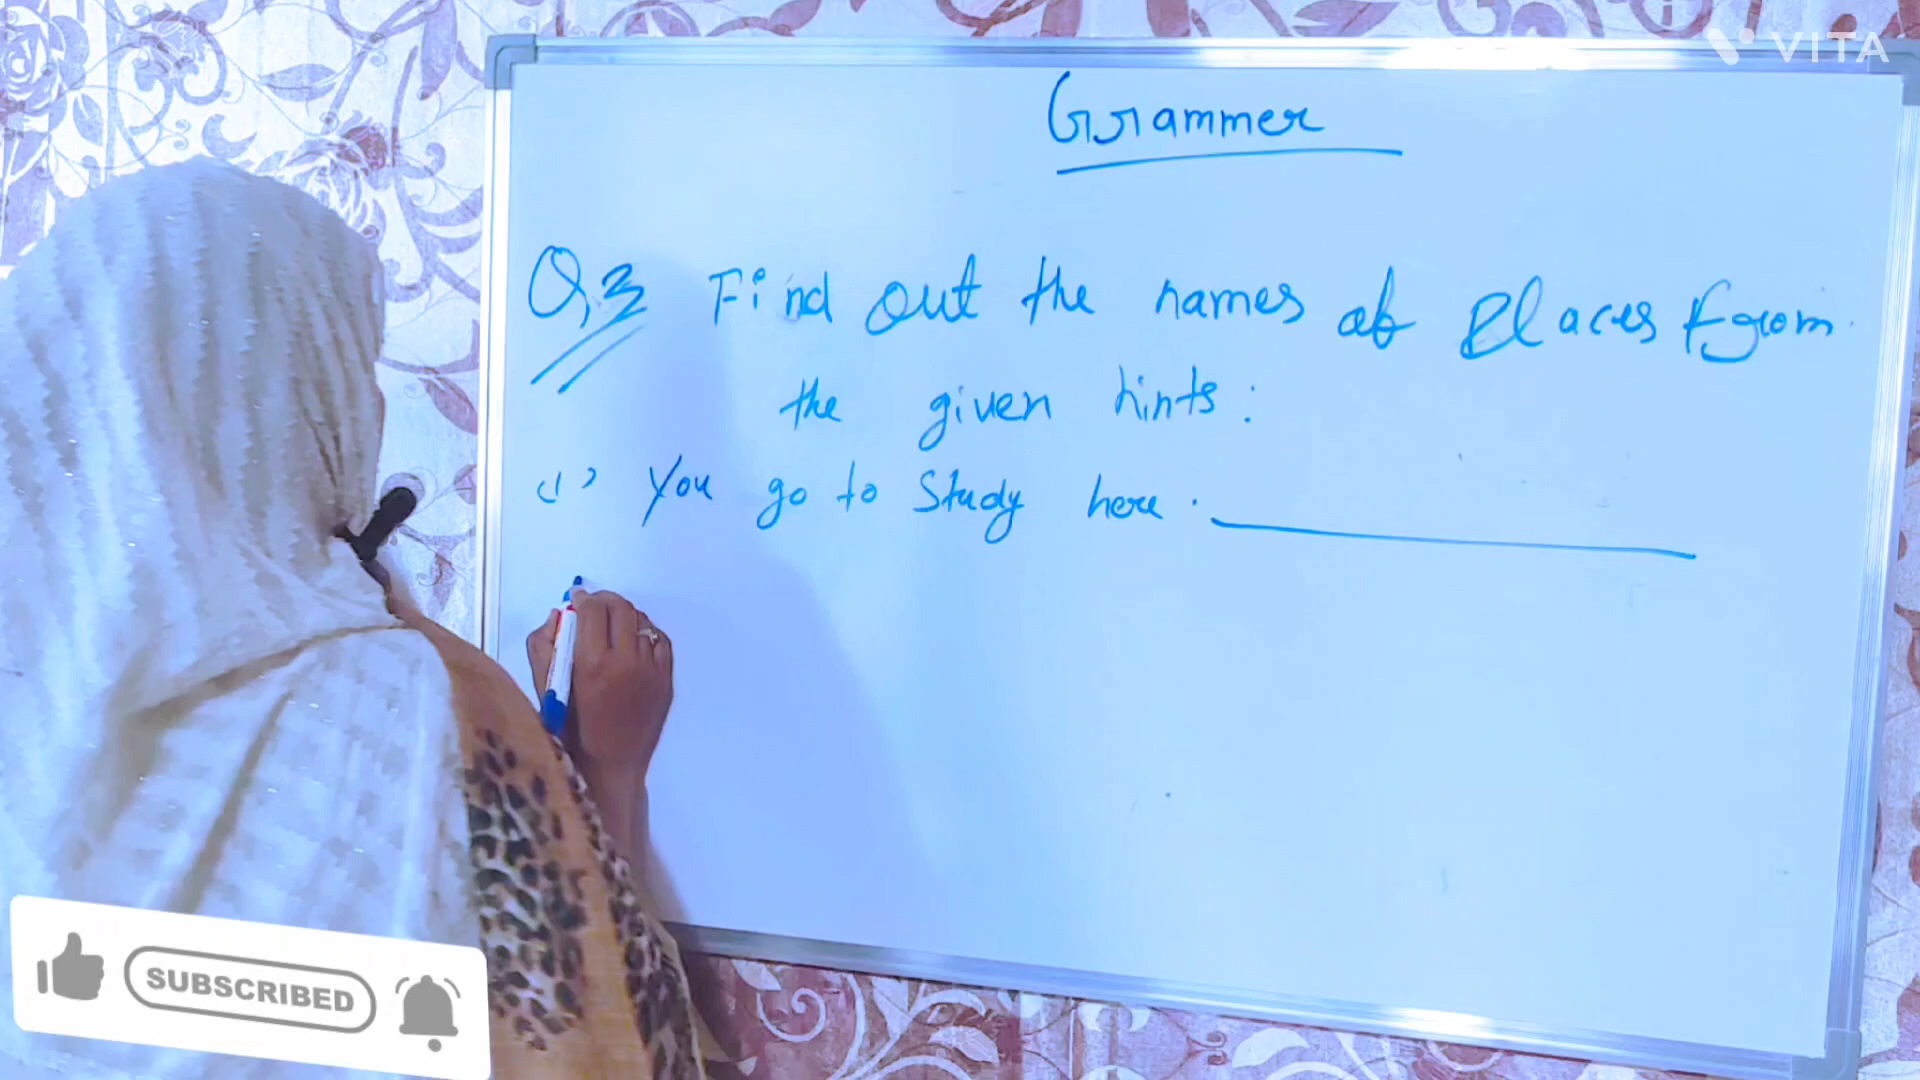 VITA
Grammer
Q.3 Find out the names of Places from
the given hints:
(1) You go to Study here.
SUBSCRIBED